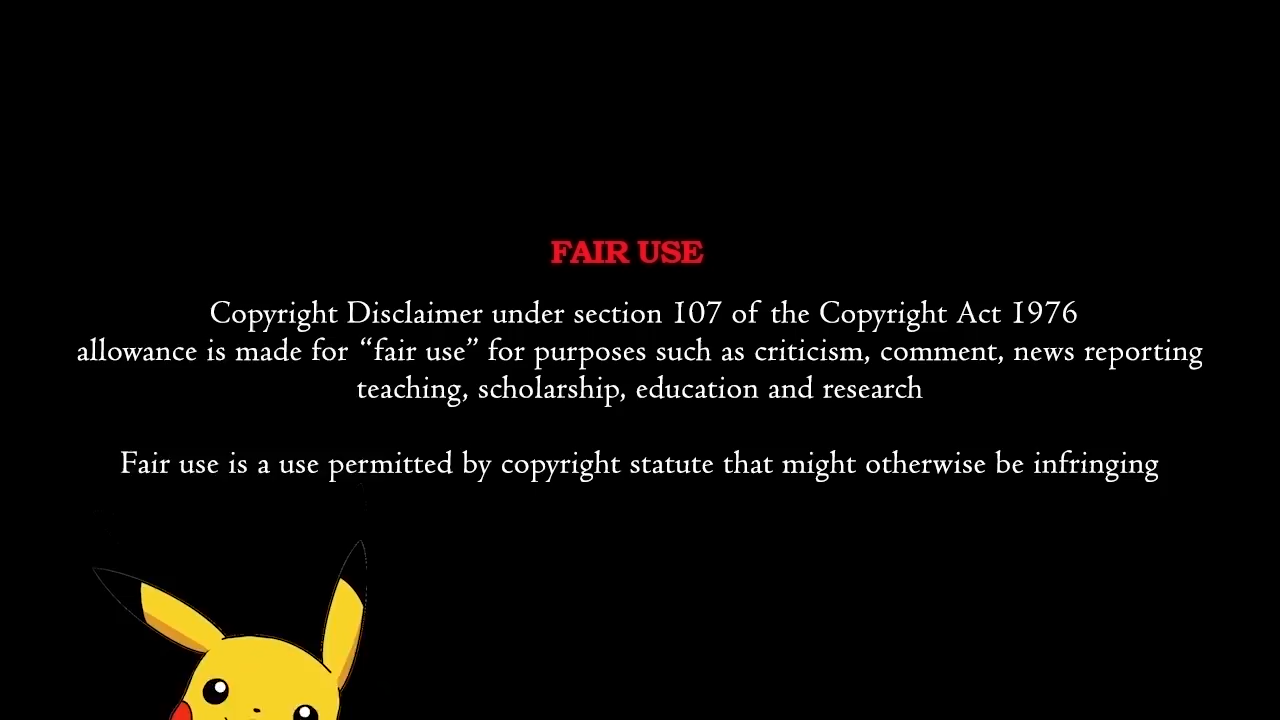 FAIR USE
Copyright Disclaimer under section 107 of the Copyright Act 1976
allowance is made for “fair use” for purposes such as criticism, comment, news reporting
teaching, scholarship, education and research
Fair use is a use permitted by copyright statute that might otherwise be infringing